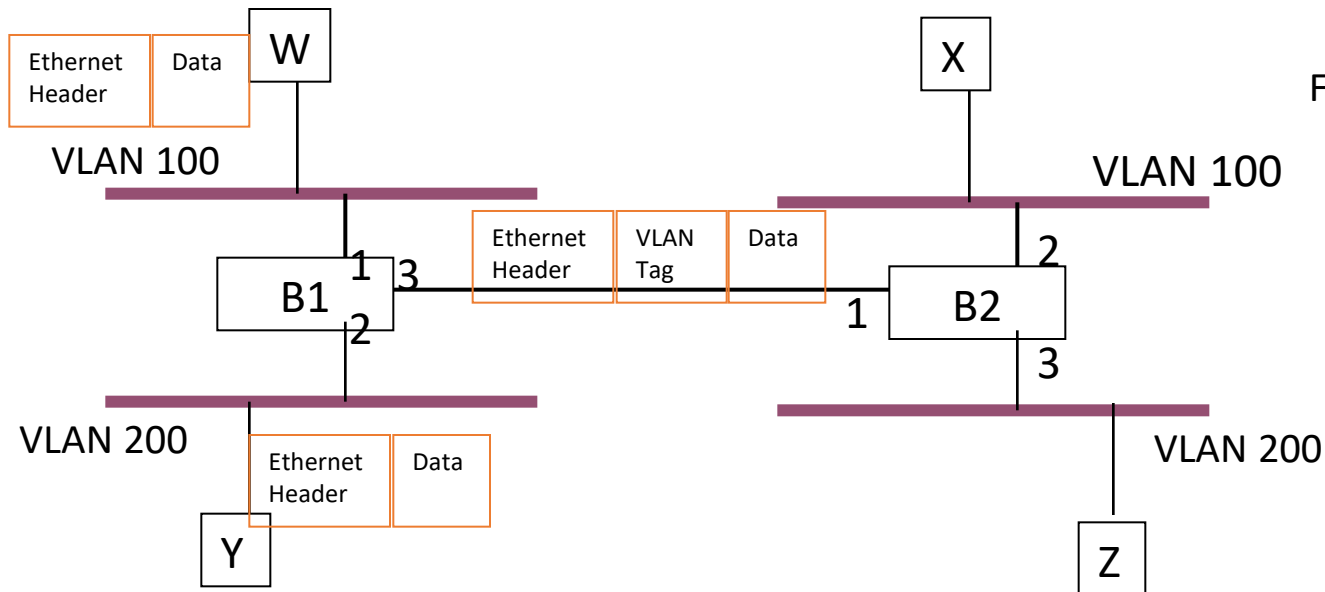 W
Ethernet
Header
Data
X
F
VLAN 100
VLAN 100
Ethernet
Header
VLAN
Tag
Data
1
3
2
B1
2
1
B2
3
VLAN 200
VLAN 200
Ethernet
Header
Data
Y
Z